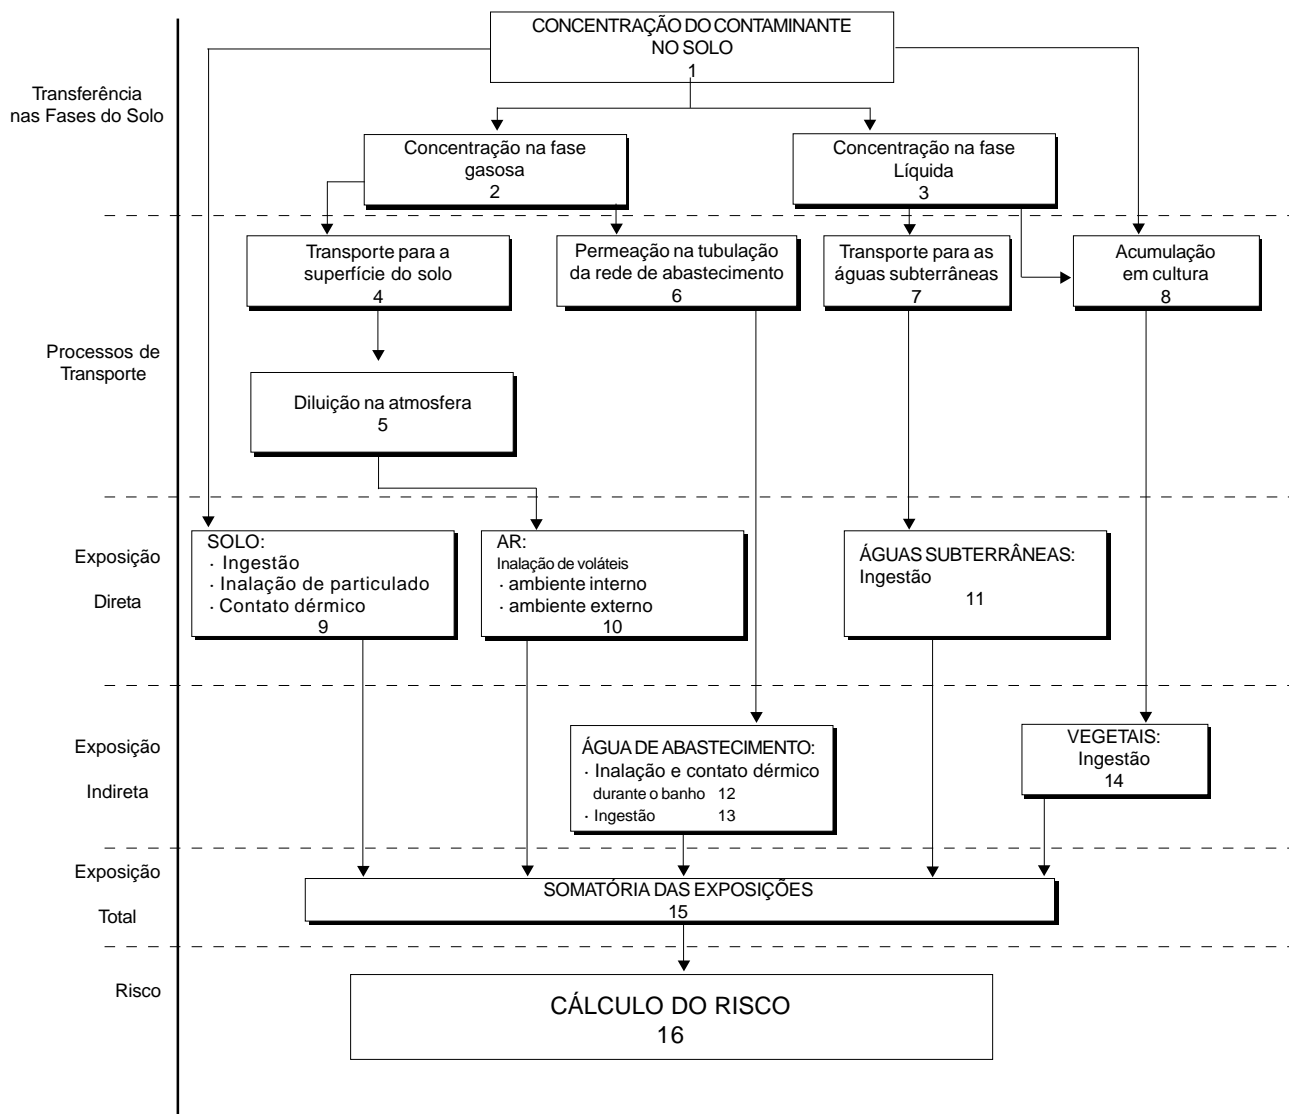 CONCENTRAÇÃO DO CONTAMINANTE
NO SOLO
1
Transferência
nas Fases do Solo
Concentração na fase
gasosa
2
Concentração na fase
Líquida
3
Processos de
Transporte
Transporte para a
superfície do solo
4
Permeação na tubulação
da rede de abastecimento
6
Transporte para as
águas subterrâneas
7
Acumulação
em cultura
8
Diluição na atmosfera
5
Exposição
Direta
SOLO:
· Ingestão
· Inalação de particulado
· Contato dérmico
9
AR:
Inalação de voláteis
· ambiente interno
· ambiente externo
10
ÁGUAS SUBTERRÂNEAS:
Ingestão
11
Exposição
Indireta
ÁGUA DE ABASTECIMENTO:
· Inalação e contato dérmico
durante o banho 12
· Ingestão 13
VEGETAIS:
Ingestão
14
Exposição
Total
SOMATÓRIA DAS EXPOSIÇÕES
15
Risco
CÁLCULO DO RISCO
16